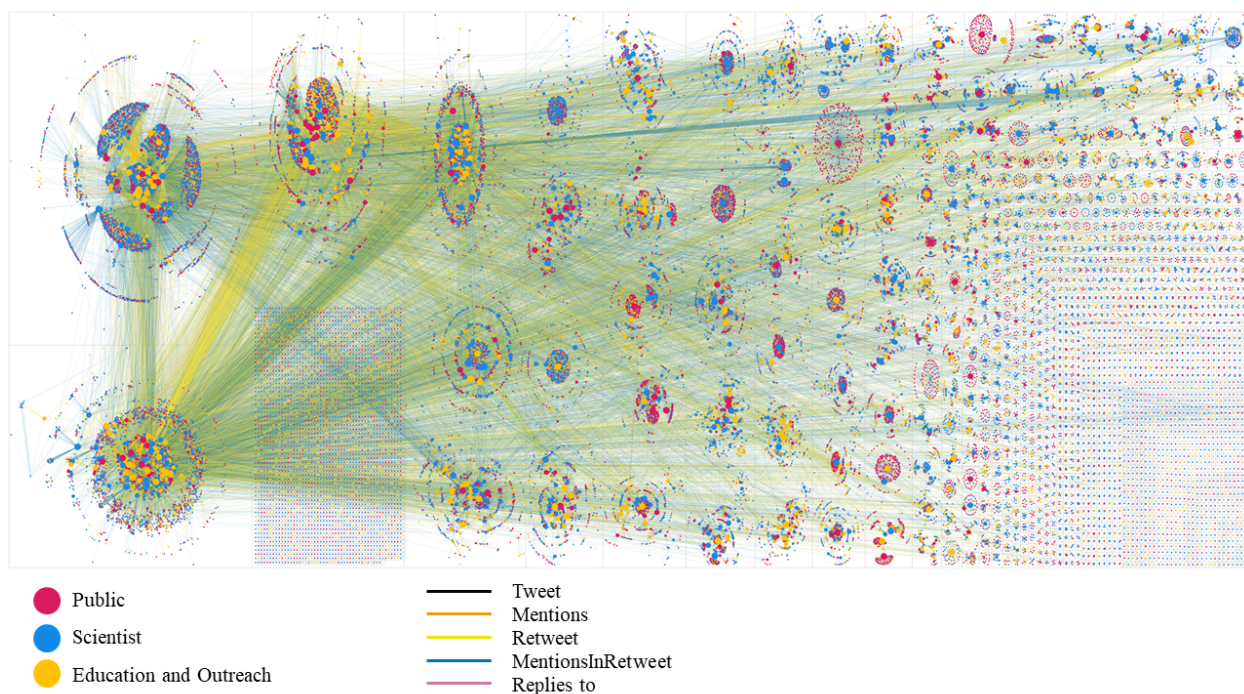 Public
Scientist
Education and Outreach
Tweet
Mentions
Retweet
MentionsInRetweet
Replies to